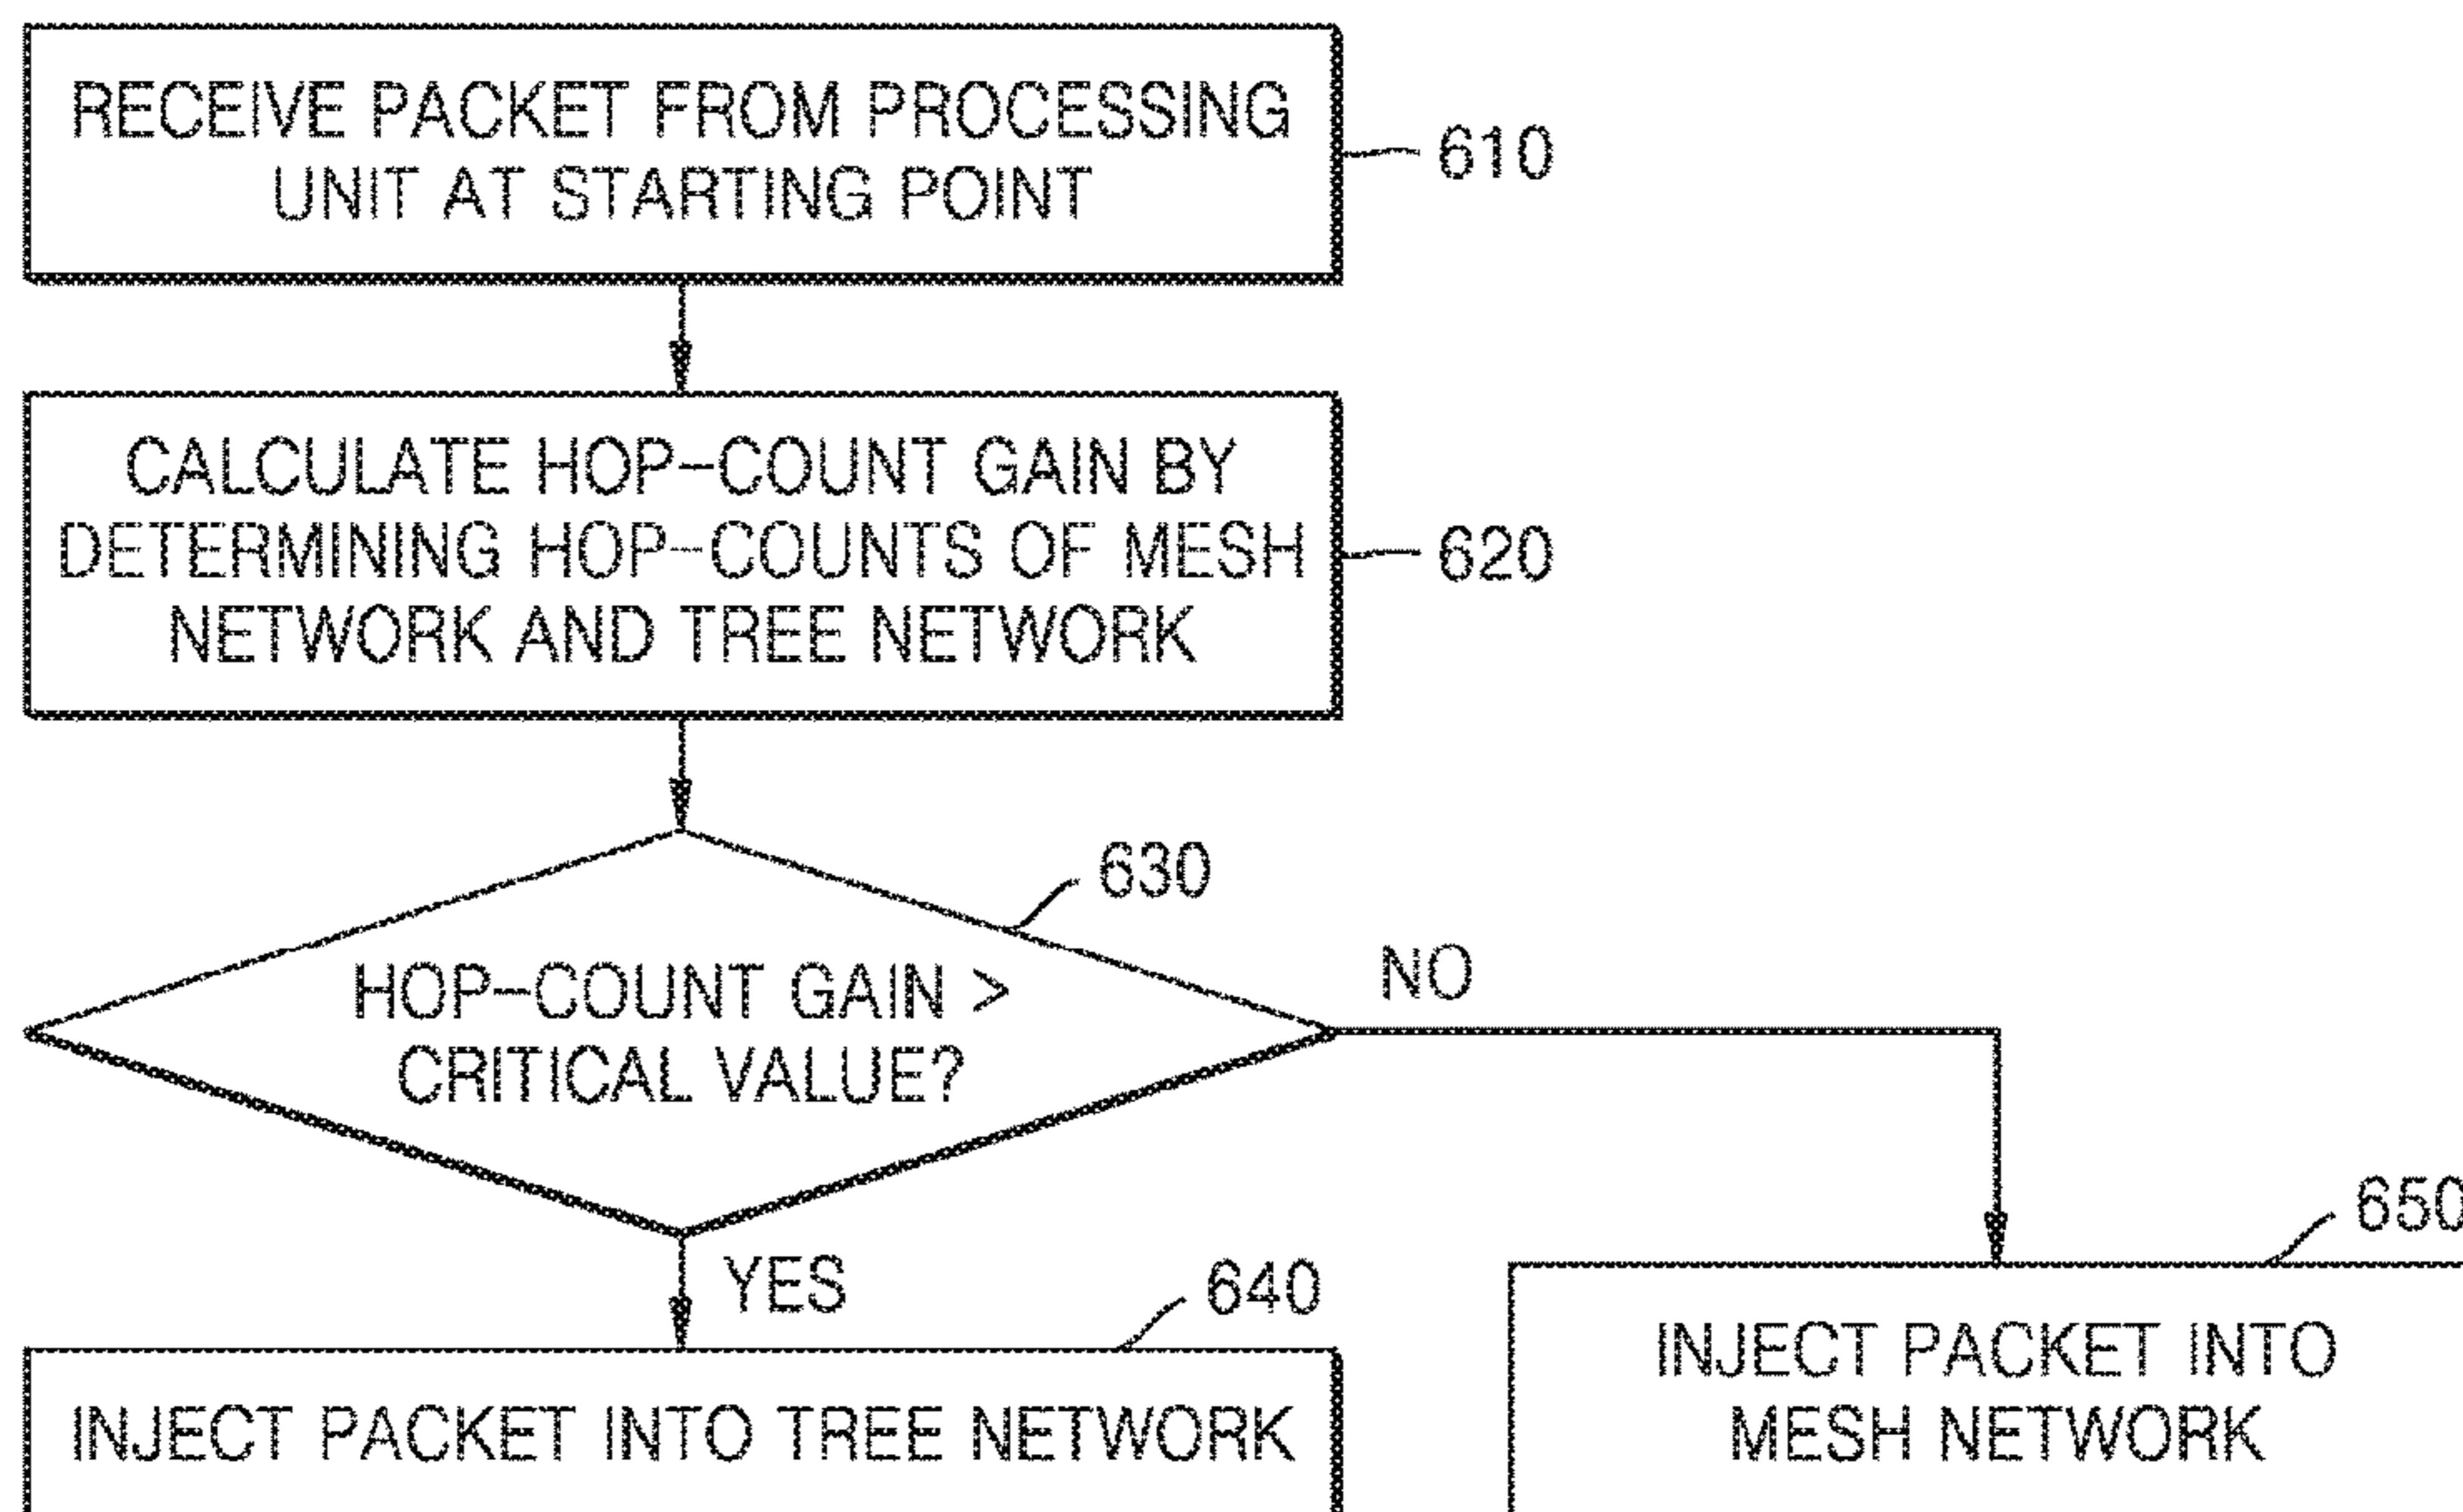 RECEIVE PACKET FROM PROCESSING
UNIT AT STARTING POINT
610
CALCULATE HOP-COUNT GAIN BY
DETERMINING HOP-COUNTS OF MESH
NETWORK AND TREE NETWORK
620
630
HOP-COUNT GAIN >
CRITICAL VALUE?
NO
YES
640
INJECT PACKET INTO TREE NETWORK
650
INJECT PACKET INTO
MESH NETWORK